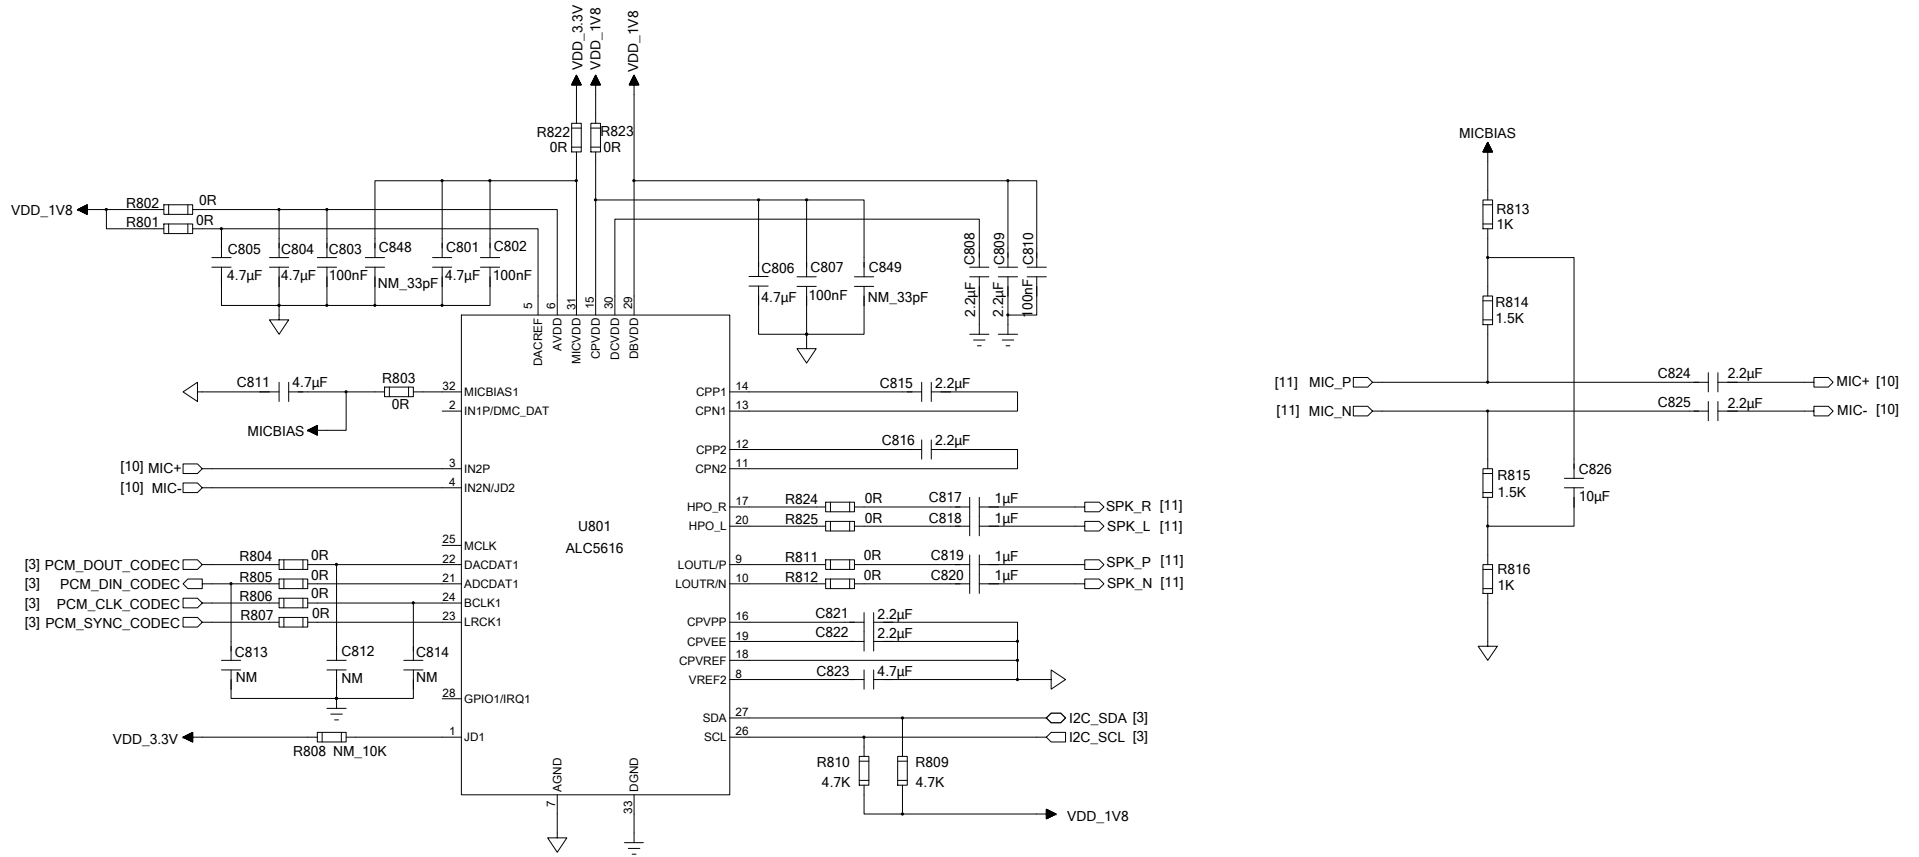 VDD_3.3V
VDD_1V8
VDD_1V8
R822
0R
R823
0R
VDD_1V8
R802 0R
R801 0R
C805
4.7µF
C804
4.7µF
C803
100nF
C848
NM_33pF
C801
4.7µF
C802
100nF
C806
4.7µF
C807
100nF
C849
NM_33pF
C808
2.2µF
C809
2.2µF
C810
100nF
5 DACREF
6 AVDD
31 MICVDD
15 CPVDD
30 DCVDD
29 DBVDD
C811 4.7µF
R803
0R
MICBIAS
32 MICBIAS1
2 IN1P/DMC_DAT
[10] MIC+ 3 IN2P
[10] MIC- 4 IN2N/JD2
U801
ALC5616
25 MCLK
[3] PCM_DOUT_CODEC R804 0R 22 DACDAT1
[3] PCM_DIN_CODEC R805 0R 21 ADCDAT1
[3] PCM_CLK_CODEC R806 0R 24 BCLK1
[3] PCM_SYNC_CODEC R807 0R 23 LRCK1
C813
NM
C812
NM
C814
NM
28 GPIO1/IRQ1
VDD_3.3V 1 JD1
R808 NM_10K
AGND 7
DGND 33
CPP1 14 C815 2.2µF
CPN1 13
CPP2 12 C816 2.2µF
CPN2 11
HPO_R 17 R824 0R C817 1µF SPK_R [11]
HPO_L 20 R825 0R C818 1µF SPK_L [11]
LOUTL/P 9 R811 0R C819 1µF SPK_P [11]
LOUTR/N 10 R812 0R C820 1µF SPK_N [11]
CPVPP 16 C821 2.2µF
CPVEE 19 C822 2.2µF
CPVREF 18
VREF2 8 C823 4.7µF
SDA 27 I2C_SDA [3]
SCL 26 I2C_SCL [3]
R810
4.7K
R809
4.7K
VDD_1V8
MICBIAS
R813
1K
R814
1.5K
[11] MIC_P C824 2.2µF MIC+ [10]
[11] MIC_N C825 2.2µF MIC- [10]
R815
1.5K
C826
10µF
R816
1K